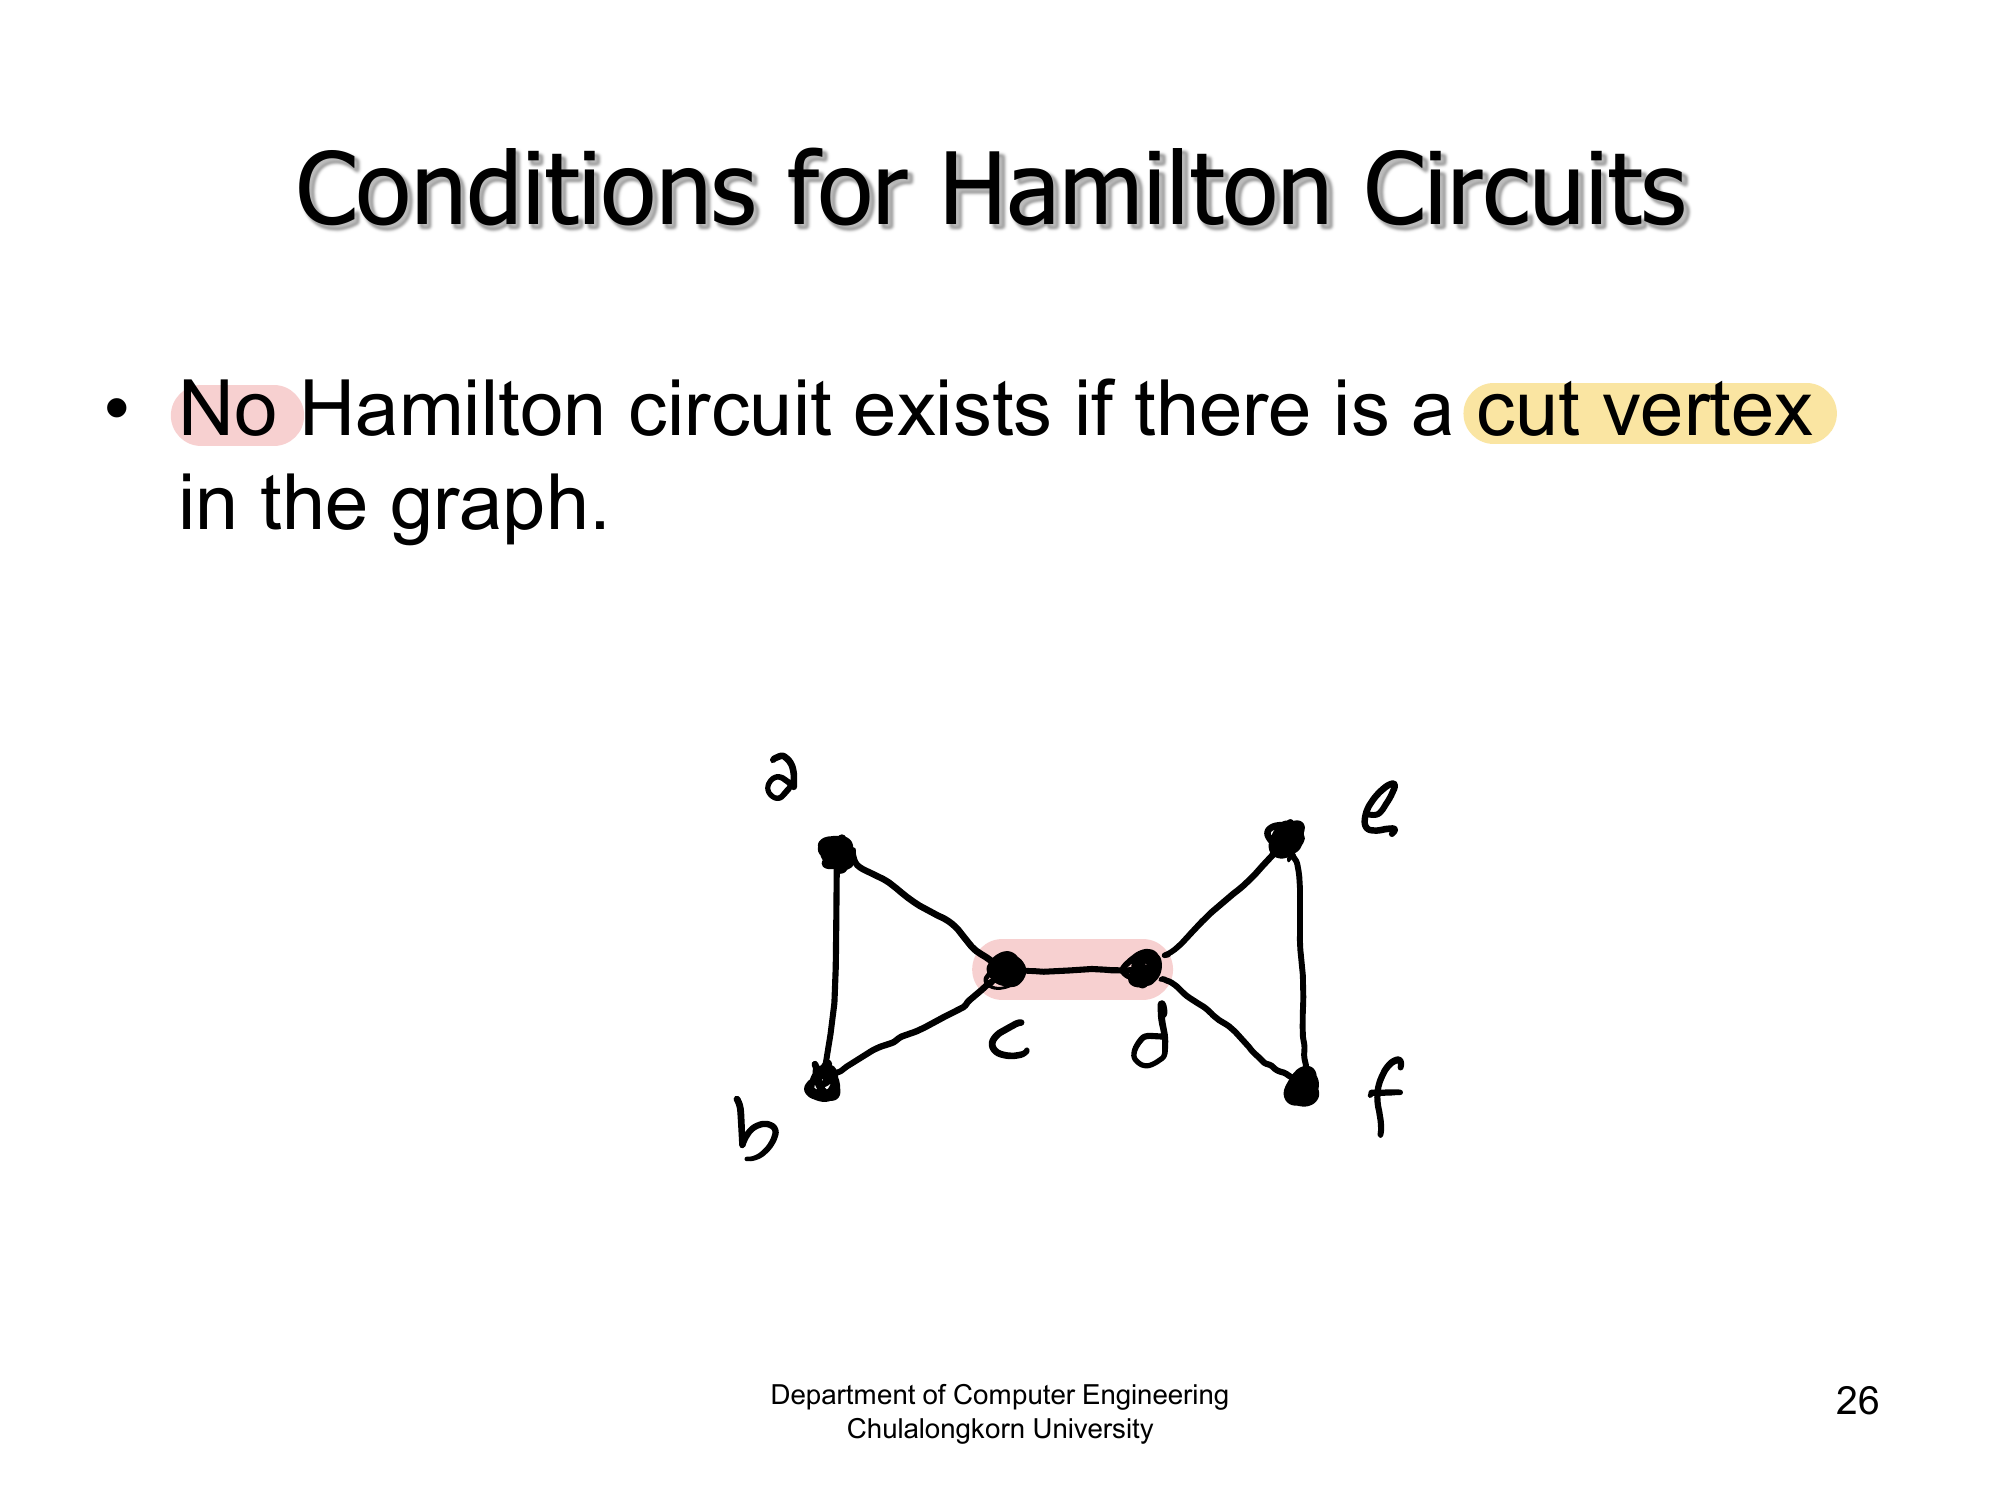 Conditions for Hamilton Circuits
• No Hamilton circuit exists if there is a cut vertex
in the graph.
a
e
c
d
b
f
Department of Computer Engineering
Chulalongkorn University
26